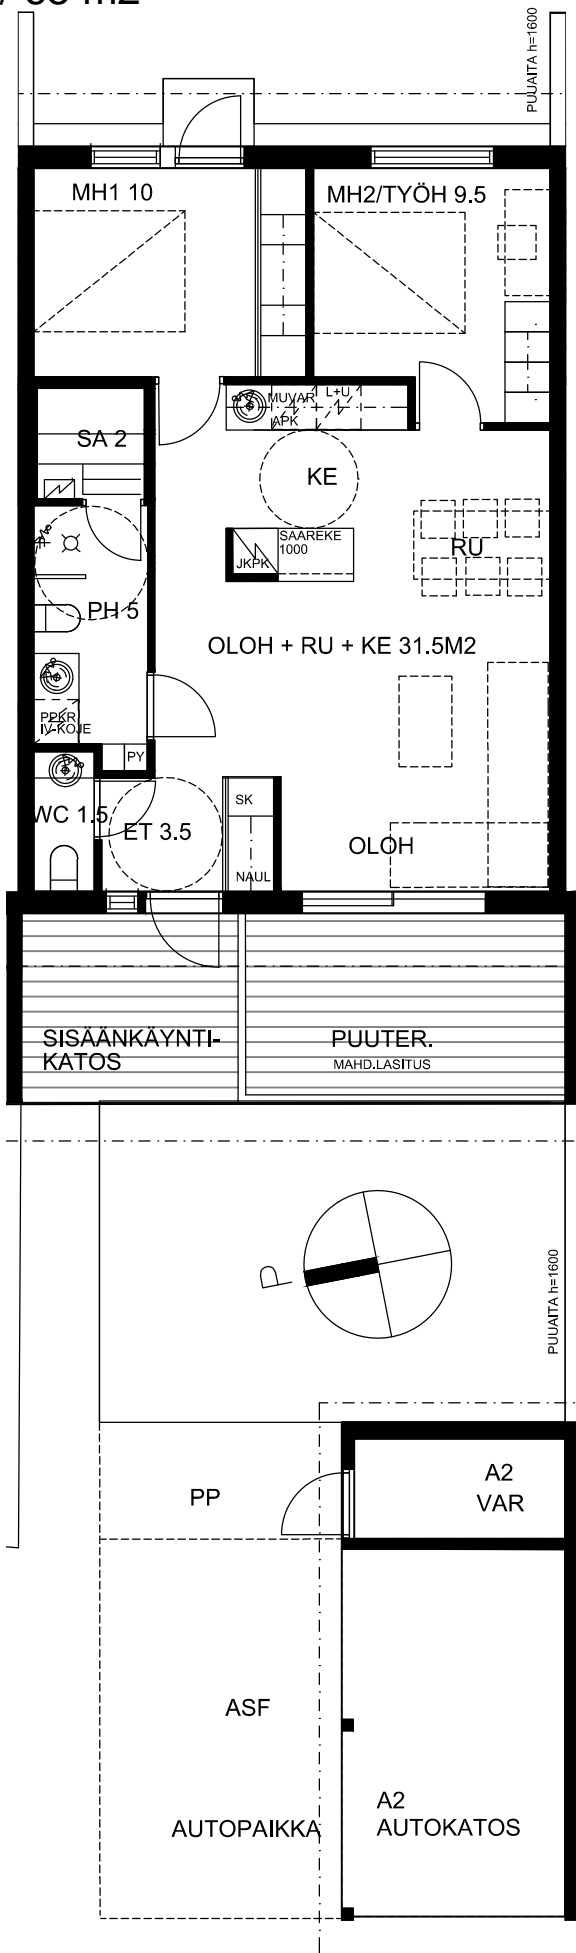 PUUAITA h=1600
MH1 10
MH2/TYÖH 9.5
MUVAR
L+U
APK
SA 2
KE
SAAREKE
1000
JKPK
RU
PH 5
OLOH + RU + KE 31.5M2
PPKR
IV-KOJE
PY
WC 1.5
ET 3.5
SK
NAUL
OLOH
SISÄÄNKÄYNTI-
KATOS
PUUTER.
MAHD.LASITUS
P
PUUAITA h=1600
PP
A2
VAR
ASF
AUTOPAIKKA
A2
AUTOKATOS